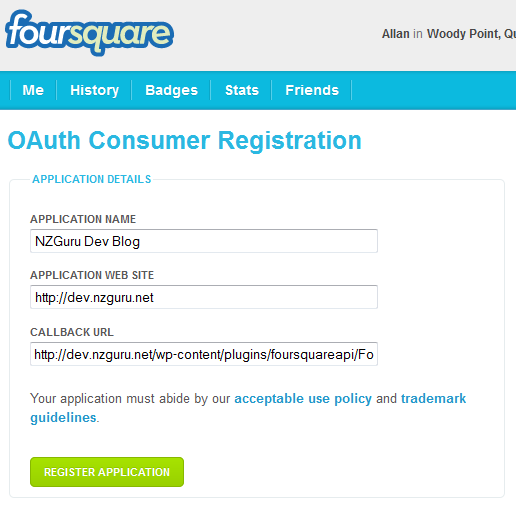 foursquare
Allan in Woody Point,
Me History Badges Stats Friends
OAuth Consumer Registration
APPLICATION DETAILS
APPLICATION NAME
NZGuru Dev Blog
APPLICATION WEB SITE
http://dev.nzguru.net
CALLBACK URL
http://dev.nzguru.net/wp-content/plugins/foursquareapi/Fo
Your application must abide by our acceptable use policy and trademark
guidelines.
REGISTER APPLICATION